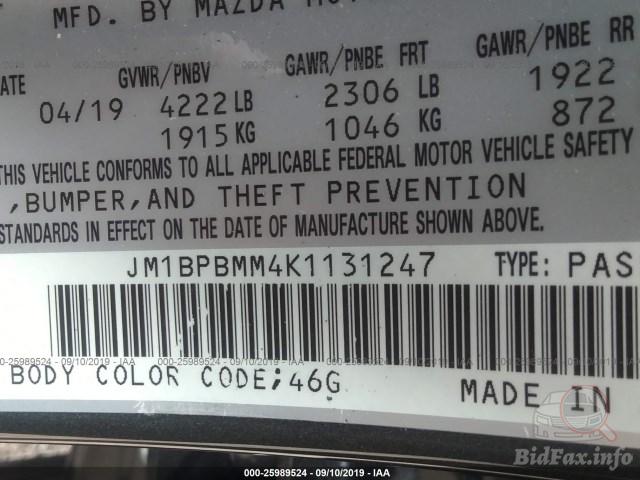 MFD. BY MAZDA
GVWR/PNBV GAWR/PNBE FRT GAWR/PNBE RR
04/19 4222 LB 2306 LB 1922
1915 KG 1046 KG 872
THIS VEHICLE CONFORMS TO ALL APPLICABLE FEDERAL MOTOR VEHICLE SAFETY
,BUMPER,AND THEFT PREVENTION
STANDARDS IN EFFECT ON THE DATE OF MANUFACTURE SHOWN ABOVE.
JM1BPBMM4K1131247 TYPE: PAS
000-25989524 - 09/10/2019 - IAA
BODY COLOR CODE;46G
MADE IN
BidFax.info
000-25989524 - 09/10/2019 - IAA